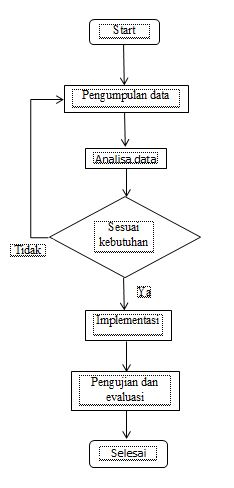 Start
Pengumpulan data
Analisa data
Sesuai
kebutuhan
Tidak
Ya
Implementasi
Pengujian dan
evaluasi
Selesai